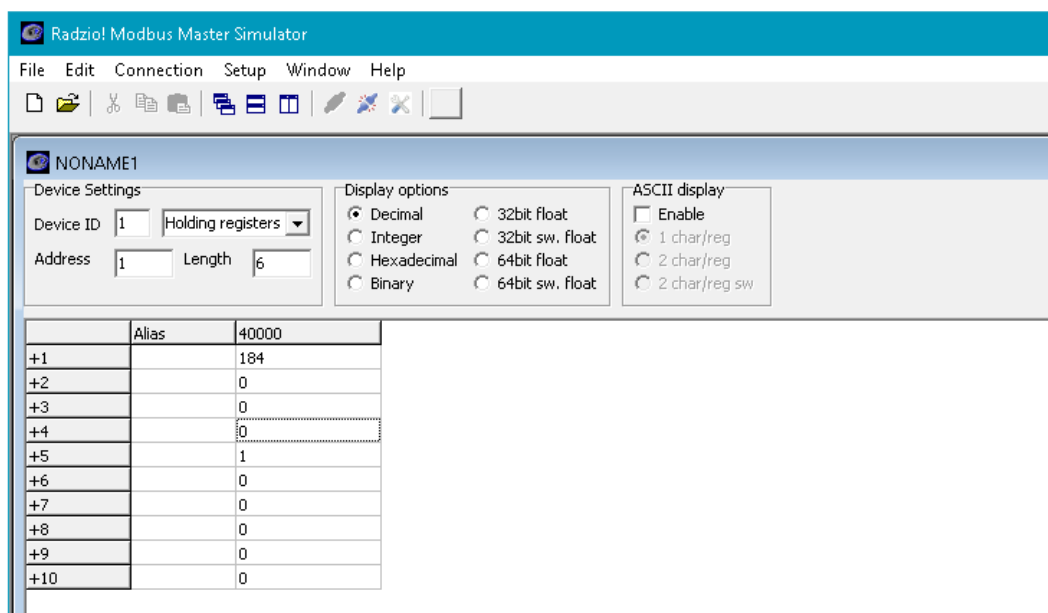 Radzio! Modbus Master Simulator
File Edit Connection Setup Window Help
NONAME1
Device Settings
Device ID 1 Holding registers
Address 1 Length 6
Display options
Decimal 32bit float
Integer 32bit sw. float
Hexadecimal 64bit float
Binary 64bit sw. float
ASCII display
Enable
1 char/reg
2 char/reg
2 char/reg sw
Alias 40000
+1 184
+2 0
+3 0
+4 0
+5 1
+6 0
+7 0
+8 0
+9 0
+10 0